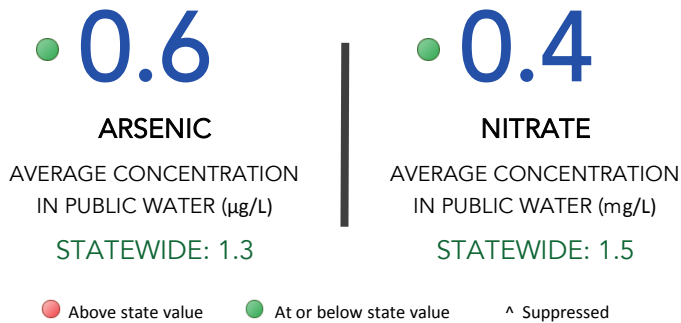 0.6
ARSENIC
AVERAGE CONCENTRATION
IN PUBLIC WATER (µg/L)
STATEWIDE: 1.3
0.4
NITRATE
AVERAGE CONCENTRATION
IN PUBLIC WATER (mg/L)
STATEWIDE: 1.5
Above state value At or below state value ^ Suppressed